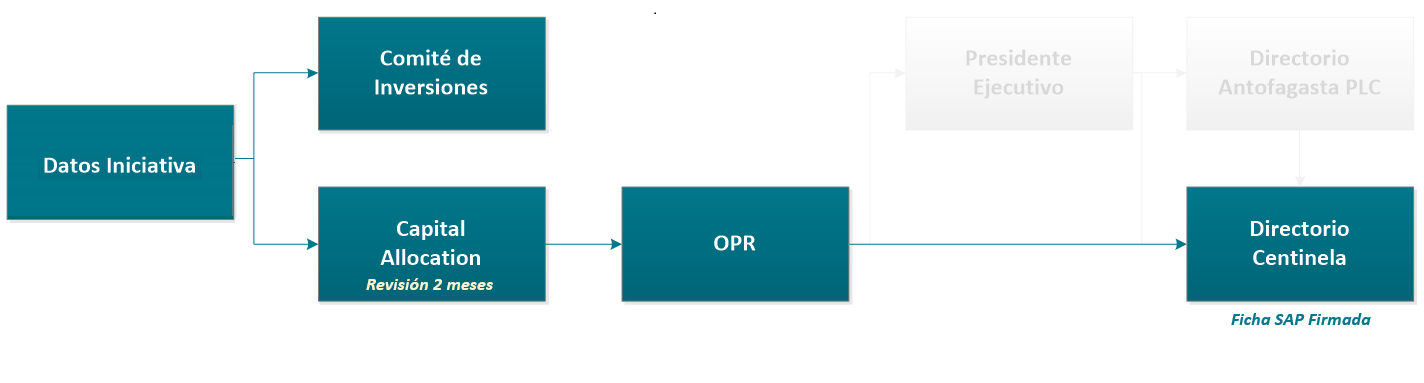 Comité de
Inversiones
Presidente
Ejecutivo
Directorio
Antofagasta PLC
Datos Iniciativa
Capital
Allocation
Revisión 2 meses
OPR
Directorio
Centinela
Ficha SAP Firmada